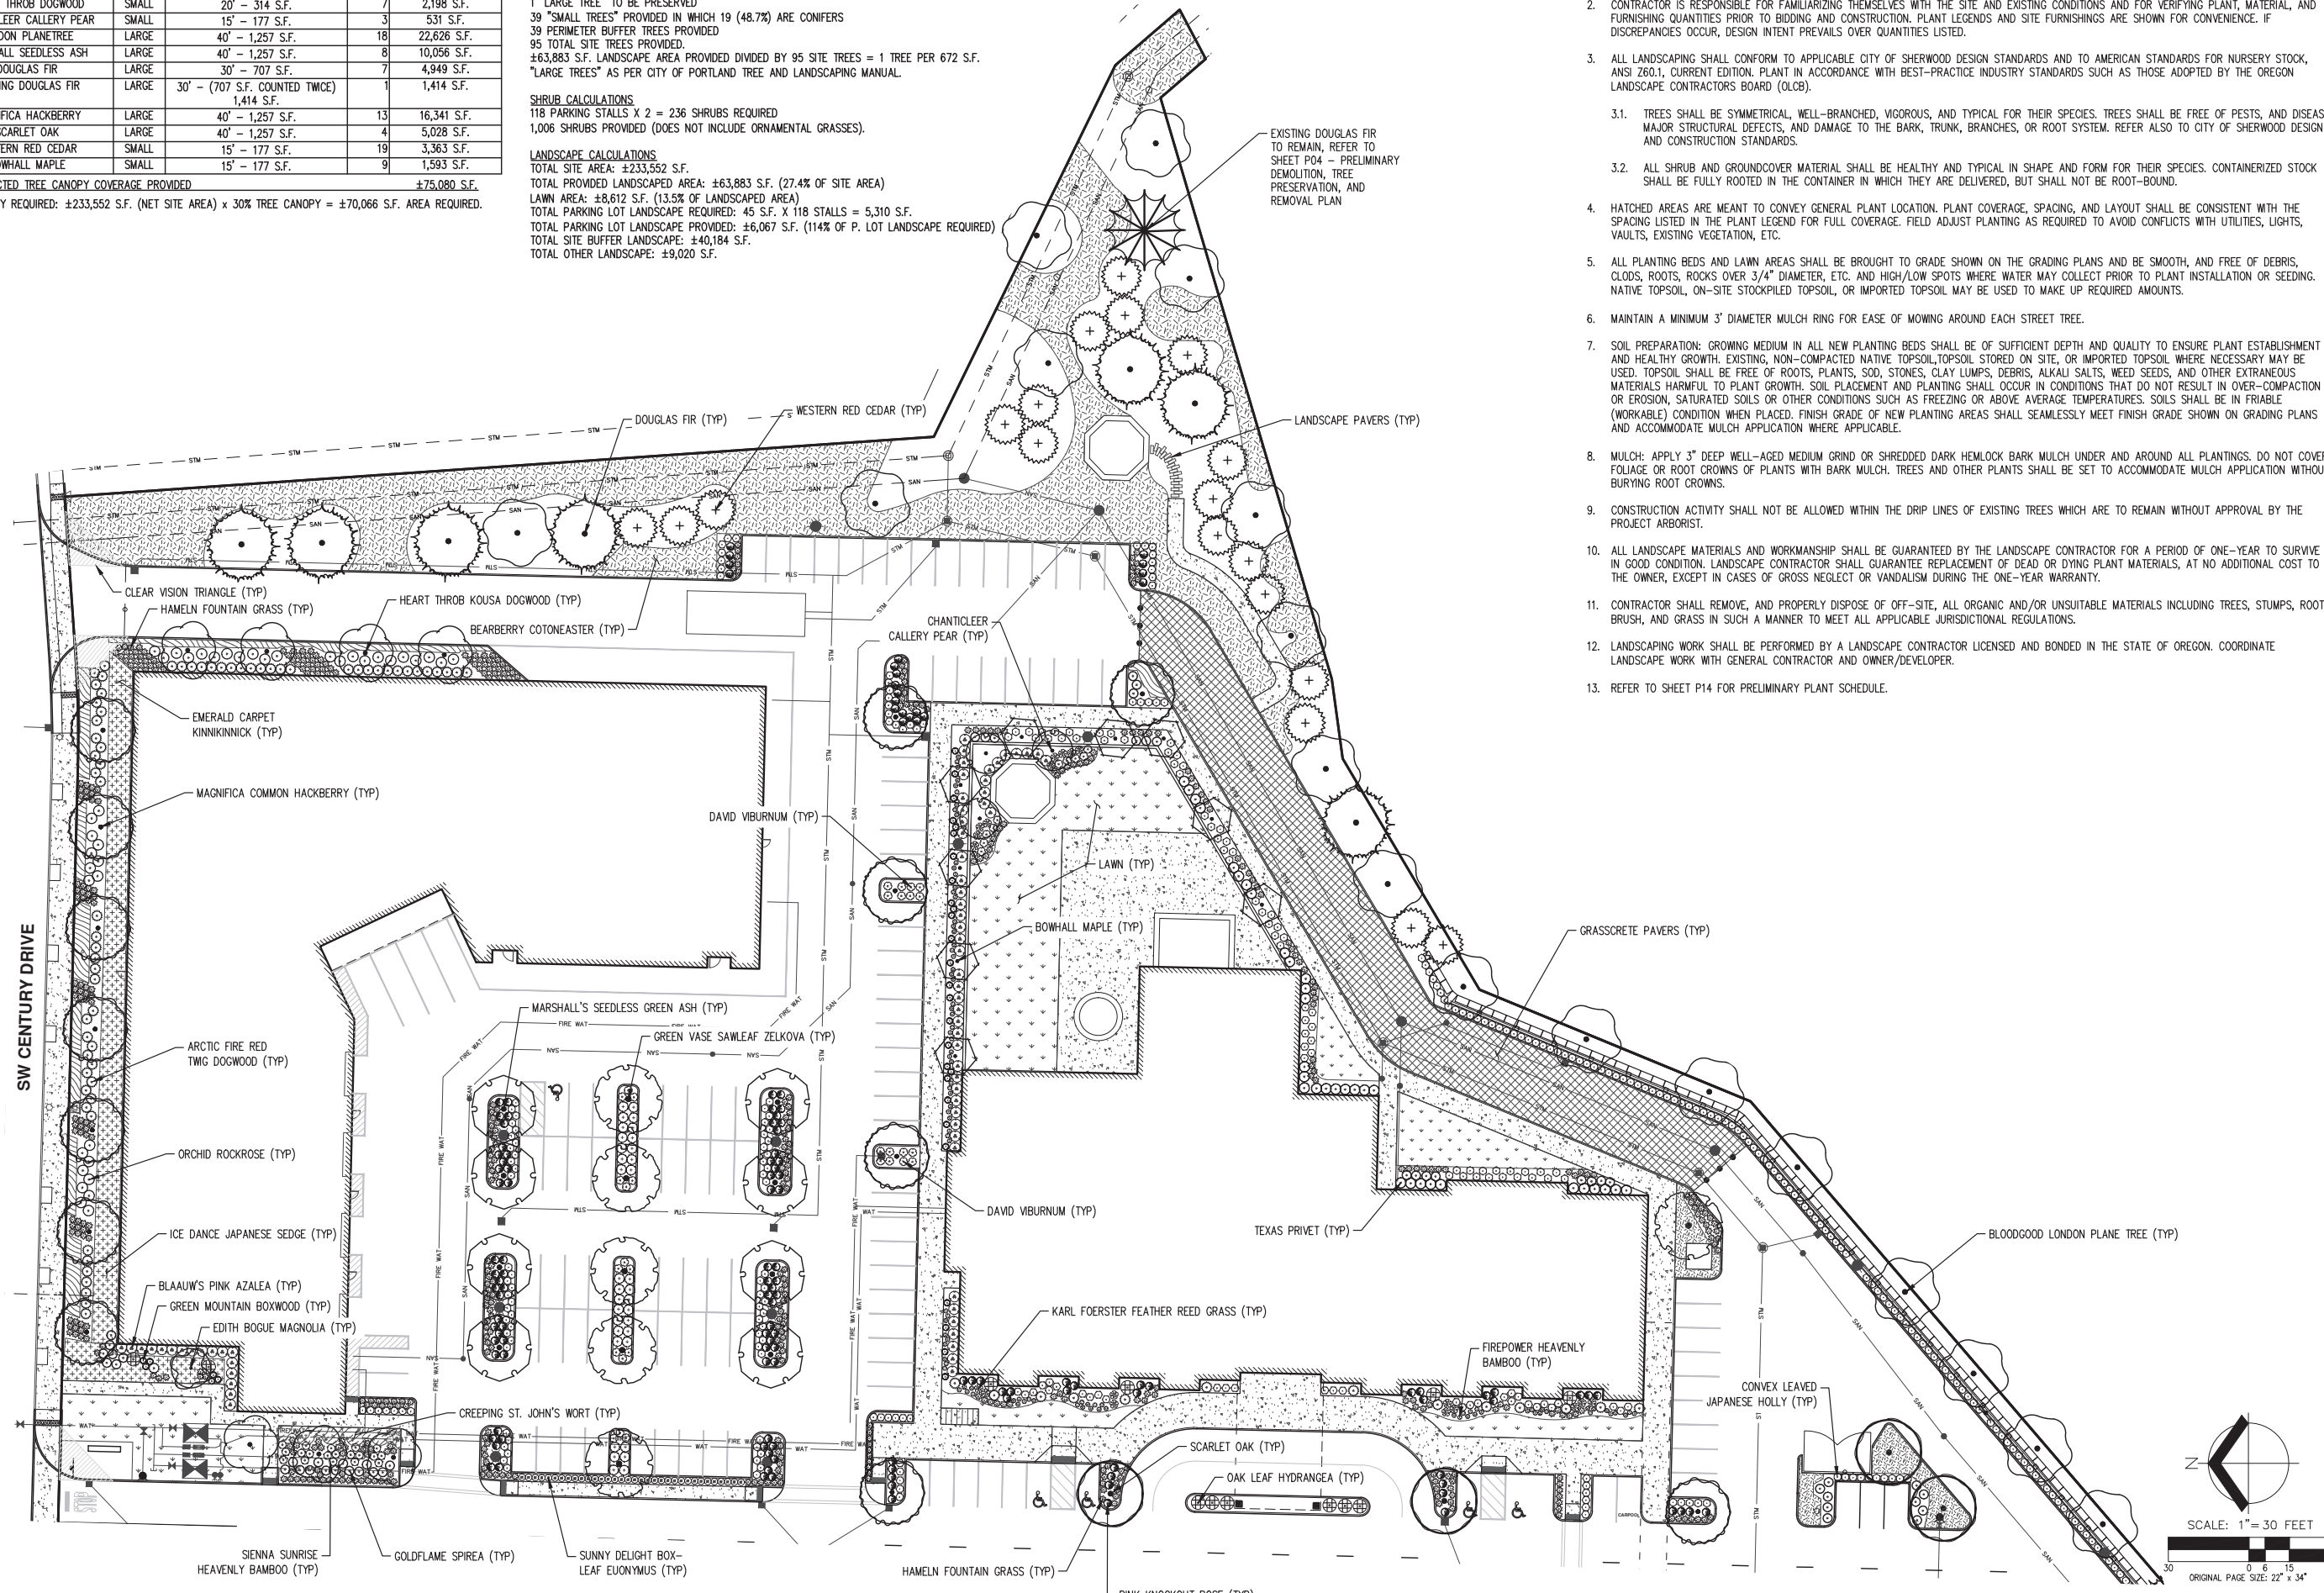 THROB DOGWOOD SMALL 20' – 314 S.F. 7 2,198 S.F.
LEER CALLERY PEAR SMALL 15' – 177 S.F. 3 531 S.F.
DON PLANETREE LARGE 40' – 1,257 S.F. 18 22,626 S.F.
ALL SEEDLESS ASH LARGE 40' – 1,257 S.F. 8 10,056 S.F.
DOUGLAS FIR LARGE 30' – 707 S.F. 7 4,949 S.F.
NG DOUGLAS FIR LARGE 30' – (707 S.F. COUNTED TWICE) 1 1,414 S.F.
1,414 S.F.
IFICA HACKBERRY LARGE 40' – 1,257 S.F. 13 16,341 S.F.
SCARLET OAK LARGE 40' – 1,257 S.F. 4 5,028 S.F.
TERN RED CEDAR SMALL 15' – 177 S.F. 19 3,363 S.F.
OWHALL MAPLE SMALL 15' – 177 S.F. 9 1,593 S.F.
CTED TREE CANOPY COVERAGE PROVIDED ±75,080 S.F.
Y REQUIRED: ±233,552 S.F. (NET SITE AREA) x 30% TREE CANOPY = ±70,066 S.F. AREA REQUIRED.
1 "LARGE TREE" TO BE PRESERVED
39 "SMALL TREES" PROVIDED IN WHICH 19 (48.7%) ARE CONIFERS
39 PERIMETER BUFFER TREES PROVIDED
95 TOTAL SITE TREES PROVIDED.
±63,883 S.F. LANDSCAPE AREA PROVIDED DIVIDED BY 95 SITE TREES = 1 TREE PER 672 S.F.
"LARGE TREES" AS PER CITY OF PORTLAND TREE AND LANDSCAPING MANUAL.
SHRUB CALCULATIONS
118 PARKING STALLS X 2 = 236 SHRUBS REQUIRED
1,006 SHRUBS PROVIDED (DOES NOT INCLUDE ORNAMENTAL GRASSES).
LANDSCAPE CALCULATIONS
TOTAL SITE AREA: ±233,552 S.F.
TOTAL PROVIDED LANDSCAPED AREA: ±63,883 S.F. (27.4% OF SITE AREA)
LAWN AREA: ±8,612 S.F. (13.5% OF LANDSCAPED AREA)
TOTAL PARKING LOT LANDSCAPE REQUIRED: 45 S.F. X 118 STALLS = 5,310 S.F.
TOTAL PARKING LOT LANDSCAPE PROVIDED: ±6,067 S.F. (114% OF P. LOT LANDSCAPE REQUIRED)
TOTAL SITE BUFFER LANDSCAPE: ±40,184 S.F.
TOTAL OTHER LANDSCAPE: ±9,020 S.F.
2. CONTRACTOR IS RESPONSIBLE FOR FAMILIARIZING THEMSELVES WITH THE SITE AND EXISTING CONDITIONS AND FOR VERIFYING PLANT, MATERIAL, AND
FURNISHING QUANTITIES PRIOR TO BIDDING AND CONSTRUCTION. PLANT LEGENDS AND SITE FURNISHINGS ARE SHOWN FOR CONVENIENCE. IF
DISCREPANCIES OCCUR, DESIGN INTENT PREVAILS OVER QUANTITIES LISTED.
3. ALL LANDSCAPING SHALL CONFORM TO APPLICABLE CITY OF SHERWOOD DESIGN STANDARDS AND TO AMERICAN STANDARDS FOR NURSERY STOCK,
ANSI Z60.1, CURRENT EDITION. PLANT IN ACCORDANCE WITH BEST-PRACTICE INDUSTRY STANDARDS SUCH AS THOSE ADOPTED BY THE OREGON
LANDSCAPE CONTRACTORS BOARD (OLCB).
3.1. TREES SHALL BE SYMMETRICAL, WELL-BRANCHED, VIGOROUS, AND TYPICAL FOR THEIR SPECIES. TREES SHALL BE FREE OF PESTS, AND DISEAS
MAJOR STRUCTURAL DEFECTS, AND DAMAGE TO THE BARK, TRUNK, BRANCHES, OR ROOT SYSTEM. REFER ALSO TO CITY OF SHERWOOD DESIGN
AND CONSTRUCTION STANDARDS.
3.2. ALL SHRUB AND GROUNDCOVER MATERIAL SHALL BE HEALTHY AND TYPICAL IN SHAPE AND FORM FOR THEIR SPECIES. CONTAINERIZED STOCK
SHALL BE FULLY ROOTED IN THE CONTAINER IN WHICH THEY ARE DELIVERED, BUT SHALL NOT BE ROOT-BOUND.
4. HATCHED AREAS ARE MEANT TO CONVEY GENERAL PLANT LOCATION. PLANT COVERAGE, SPACING, AND LAYOUT SHALL BE CONSISTENT WITH THE
SPACING LISTED IN THE PLANT LEGEND FOR FULL COVERAGE. FIELD ADJUST PLANTING AS REQUIRED TO AVOID CONFLICTS WITH UTILITIES, LIGHTS,
VAULTS, EXISTING VEGETATION, ETC.
5. ALL PLANTING BEDS AND LAWN AREAS SHALL BE BROUGHT TO GRADE SHOWN ON THE GRADING PLANS AND BE SMOOTH, AND FREE OF DEBRIS,
CLODS, ROOTS, ROCKS OVER 3/4" DIAMETER, ETC. AND HIGH/LOW SPOTS WHERE WATER MAY COLLECT PRIOR TO PLANT INSTALLATION OR SEEDING.
NATIVE TOPSOIL, ON-SITE STOCKPILED TOPSOIL, OR IMPORTED TOPSOIL MAY BE USED TO MAKE UP REQUIRED AMOUNTS.
6. MAINTAIN A MINIMUM 3' DIAMETER MULCH RING FOR EASE OF MOWING AROUND EACH STREET TREE.
7. SOIL PREPARATION: GROWING MEDIUM IN ALL NEW PLANTING BEDS SHALL BE OF SUFFICIENT DEPTH AND QUALITY TO ENSURE PLANT ESTABLISHMENT
AND HEALTHY GROWTH. EXISTING, NON-COMPACTED NATIVE TOPSOIL,TOPSOIL STORED ON SITE, OR IMPORTED TOPSOIL WHERE NECESSARY MAY BE
USED. TOPSOIL SHALL BE FREE OF ROOTS, PLANTS, SOD, STONES, CLAY LUMPS, DEBRIS, ALKALI SALTS, WEED SEEDS, AND OTHER EXTRANEOUS
MATERIALS HARMFUL TO PLANT GROWTH. SOIL PLACEMENT AND PLANTING SHALL OCCUR IN CONDITIONS THAT DO NOT RESULT IN OVER-COMPACTION
OR EROSION, SATURATED SOILS OR OTHER CONDITIONS SUCH AS FREEZING OR ABOVE AVERAGE TEMPERATURES. SOILS SHALL BE IN FRIABLE
(WORKABLE) CONDITION WHEN PLACED. FINISH GRADE OF NEW PLANTING AREAS SHALL SEAMLESSLY MEET FINISH GRADE SHOWN ON GRADING PLANS
AND ACCOMMODATE MULCH APPLICATION WHERE APPLICABLE.
8. MULCH: APPLY 3" DEEP WELL-AGED MEDIUM GRIND OR SHREDDED DARK HEMLOCK BARK MULCH UNDER AND AROUND ALL PLANTINGS. DO NOT COVER
FOLIAGE OR ROOT CROWNS OF PLANTS WITH BARK MULCH. TREES AND OTHER PLANTS SHALL BE SET TO ACCOMMODATE MULCH APPLICATION WITHOU
BURYING ROOT CROWNS.
9. CONSTRUCTION ACTIVITY SHALL NOT BE ALLOWED WITHIN THE DRIP LINES OF EXISTING TREES WHICH ARE TO REMAIN WITHOUT APPROVAL BY THE
PROJECT ARBORIST.
10. ALL LANDSCAPE MATERIALS AND WORKMANSHIP SHALL BE GUARANTEED BY THE LANDSCAPE CONTRACTOR FOR A PERIOD OF ONE-YEAR TO SURVIVE
IN GOOD CONDITION. LANDSCAPE CONTRACTOR SHALL GUARANTEE REPLACEMENT OF DEAD OR DYING PLANT MATERIALS, AT NO ADDITIONAL COST TO
THE OWNER, EXCEPT IN CASES OF GROSS NEGLECT OR VANDALISM DURING THE ONE-YEAR WARRANTY.
11. CONTRACTOR SHALL REMOVE, AND PROPERLY DISPOSE OF OFF-SITE, ALL ORGANIC AND/OR UNSUITABLE MATERIALS INCLUDING TREES, STUMPS, ROOT
BRUSH, AND GRASS IN SUCH A MANNER TO MEET ALL APPLICABLE JURISDICTIONAL REGULATIONS.
12. LANDSCAPING WORK SHALL BE PERFORMED BY A LANDSCAPE CONTRACTOR LICENSED AND BONDED IN THE STATE OF OREGON. COORDINATE
LANDSCAPE WORK WITH GENERAL CONTRACTOR AND OWNER/DEVELOPER.
13. REFER TO SHEET P14 FOR PRELIMINARY PLANT SCHEDULE.
EXISTING DOUGLAS FIR
TO REMAIN, REFER TO
SHEET P04 – PRELIMINARY
DEMOLITION, TREE
PRESERVATION, AND
REMOVAL PLAN
DOUGLAS FIR (TYP)
WESTERN RED CEDAR (TYP)
LANDSCAPE PAVERS (TYP)
CLEAR VISION TRIANGLE (TYP)
HAMELN FOUNTAIN GRASS (TYP)
HEART THROB KOUSA DOGWOOD (TYP)
BEARBERRY COTONEASTER (TYP)
CHANTICLEER
CALLERY PEAR (TYP)
EMERALD CARPET
KINNIKINNICK (TYP)
MAGNIFICA COMMON HACKBERRY (TYP)
DAVID VIBURNUM (TYP)
LAWN (TYP)
BOWHALL MAPLE (TYP)
GRASSCRETE PAVERS (TYP)
SW CENTURY DRIVE
MARSHALL'S SEEDLESS GREEN ASH (TYP)
GREEN VASE SAWLEAF ZELKOVA (TYP)
ARCTIC FIRE RED
TWIG DOGWOOD (TYP)
ORCHID ROCKROSE (TYP)
DAVID VIBURNUM (TYP)
TEXAS PRIVET (TYP)
BLOODGOOD LONDON PLANE TREE (TYP)
ICE DANCE JAPANESE SEDGE (TYP)
BLAAUW'S PINK AZALEA (TYP)
GREEN MOUNTAIN BOXWOOD (TYP)
EDITH BOGUE MAGNOLIA (TYP)
KARL FOERSTER FEATHER REED GRASS (TYP)
FIREPOWER HEAVENLY
BAMBOO (TYP)
CONVEX LEAVED
JAPANESE HOLLY (TYP)
CREEPING ST. JOHN'S WORT (TYP)
SCARLET OAK (TYP)
OAK LEAF HYDRANGEA (TYP)
CARPOOL
SIENNA SUNRISE
HEAVENLY BAMBOO (TYP)
GOLDFLAME SPIREA (TYP)
SUNNY DELIGHT BOX-
LEAF EUONYMUS (TYP)
HAMELN FOUNTAIN GRASS (TYP)
PINK KNOCKOUT ROSE (TYP)
N
SCALE: 1"= 30 FEET
30 0 6 15
ORIGINAL PAGE SIZE: 22" x 34"